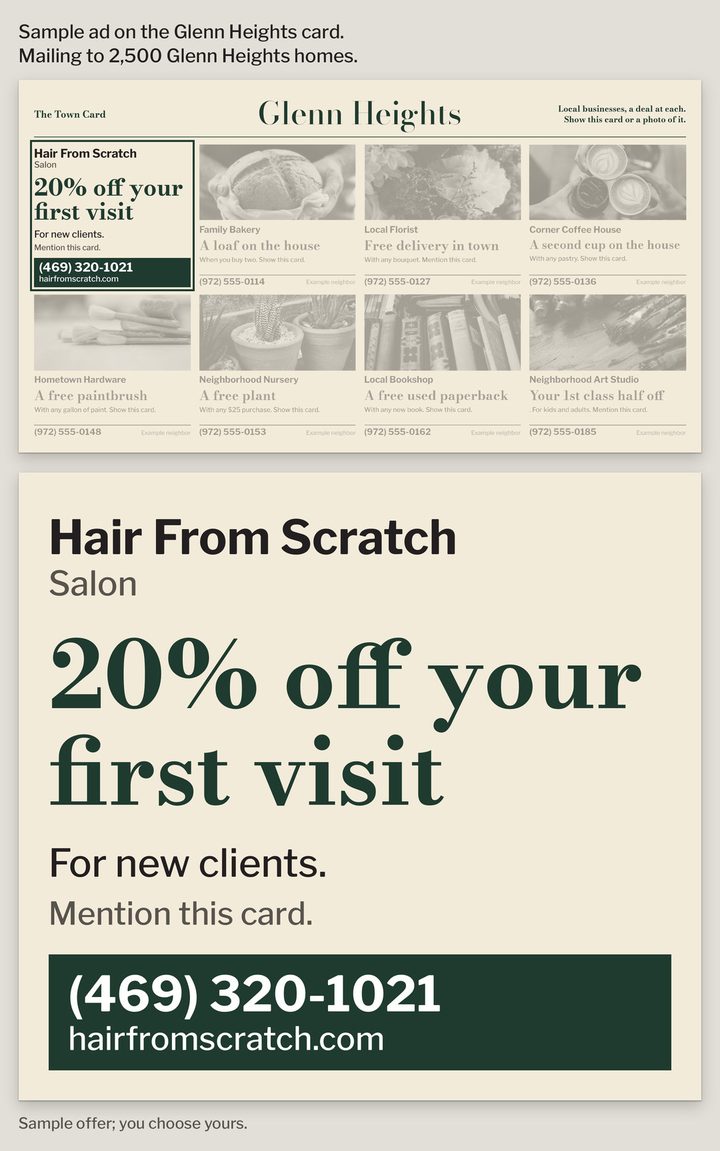 Sample ad on the Glenn Heights card.
Mailing to 2,500 Glenn Heights homes.
The Town Card
Glenn Heights
Local businesses, a deal at each.
Show this card or a photo of it.
Hair From Scratch
Salon
20% off your
first visit
For new clients.
Mention this card.
(469) 320-1021
hairfromscratch.com
Family Bakery
A loaf on the house
When you buy two. Show this card.
(972) 555-0114
Example neighbor
Local Florist
Free delivery in town
With any bouquet. Mention this card.
(972) 555-0127
Example neighbor
Corner Coffee House
A second cup on the house
With any pastry. Show this card.
(972) 555-0136
Example neighbor
Hometown Hardware
A free paintbrush
With any gallon of paint. Show this card.
(972) 555-0148
Example neighbor
Neighborhood Nursery
A free plant
With any $25 purchase. Show this card.
(972) 555-0153
Example neighbor
Local Bookshop
A free used paperback
With any new book. Show this card.
(972) 555-0162
Example neighbor
Neighborhood Art Studio
Your 1st class half off
For kids and adults. Mention this card.
(972) 555-0185
Example neighbor
Hair From Scratch
Salon
20% off your
first visit
For new clients.
Mention this card.
(469) 320-1021
hairfromscratch.com
Sample offer; you choose yours.